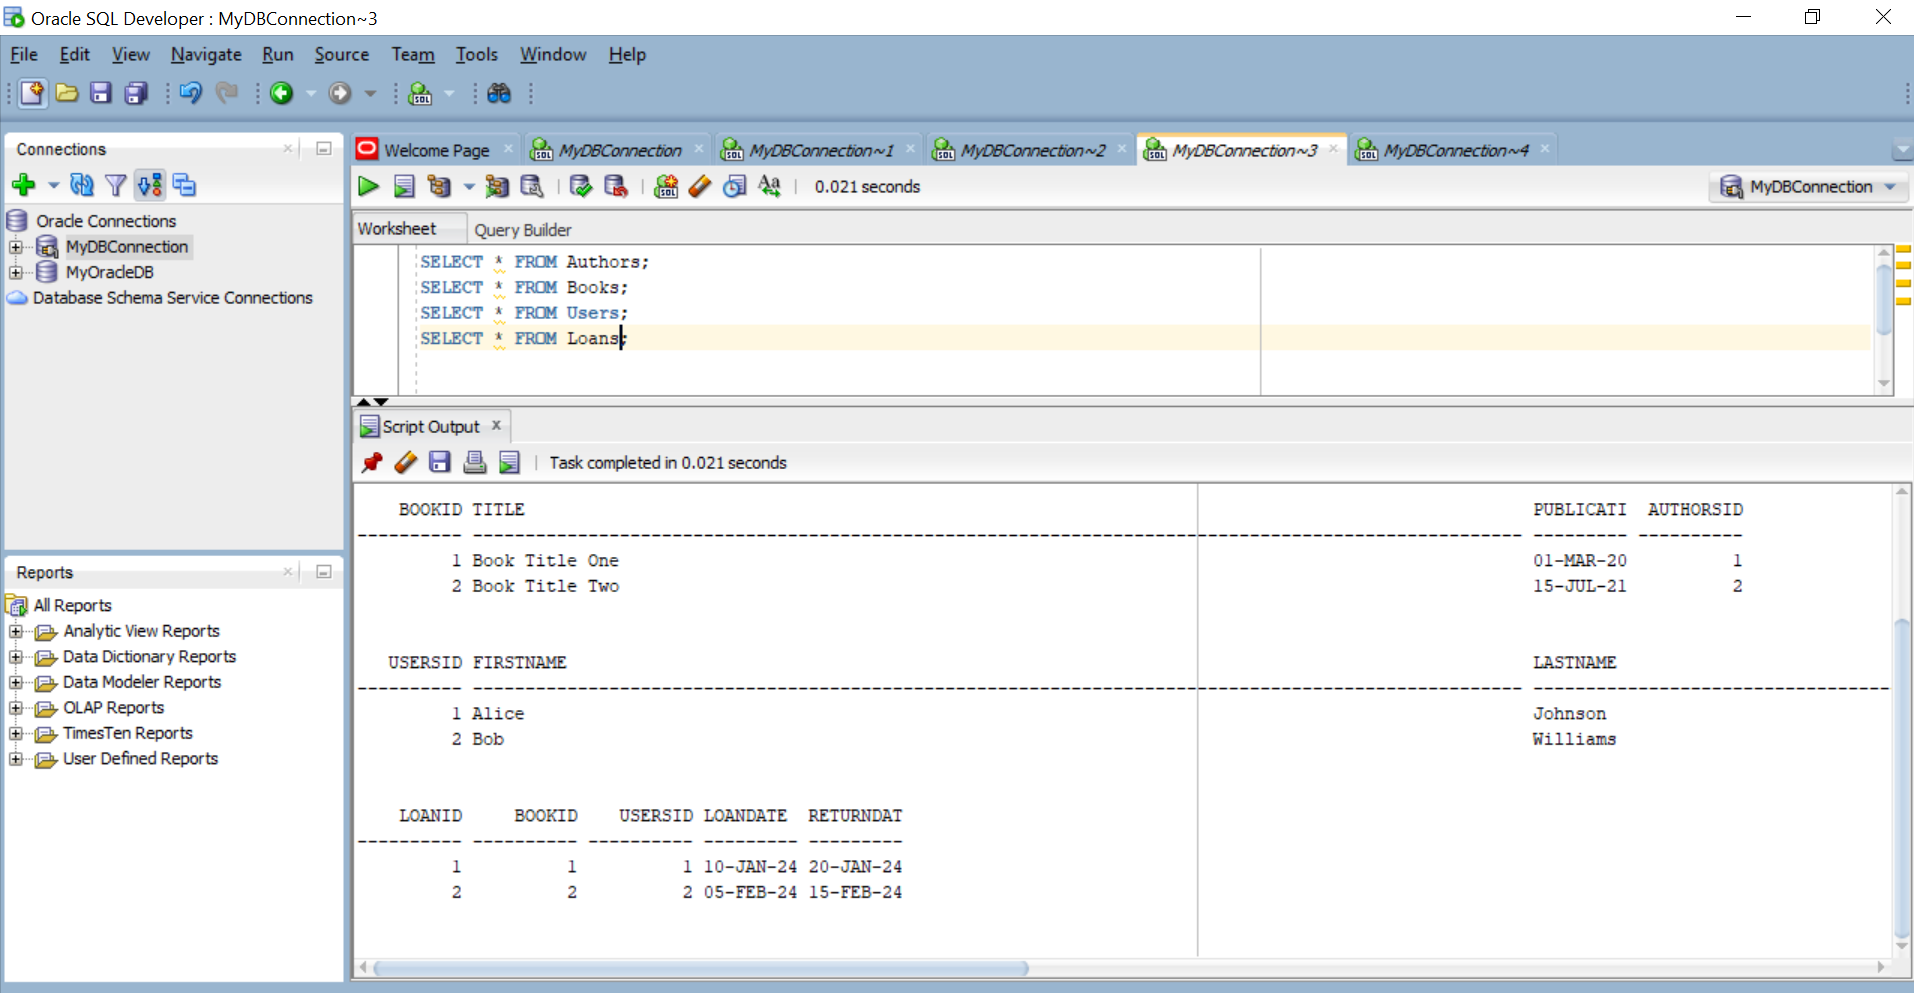 Oracle SQL Developer : MyDBConnection~3
File Edit View Navigate Run Source Team Tools Window Help
SQL
Connections
Oracle Connections
MyDBConnection
MyOracleDB
Database Schema Service Connections
Reports
All Reports
Analytic View Reports
Data Dictionary Reports
Data Modeler Reports
OLAP Reports
TimesTen Reports
User Defined Reports
Welcome Page MyDBConnection MyDBConnection~1 MyDBConnection~2 MyDBConnection~3 MyDBConnection~4
0.021 seconds MyDBConnection
Worksheet Query Builder
SELECT * FROM Authors;
SELECT * FROM Books;
SELECT * FROM Users;
SELECT * FROM Loans;
Script Output
Task completed in 0.021 seconds
BOOKID TITLE PUBLICATI AUTHORSID
---------- ---------------------------------------------------------------------------------------------------- --------- ----------
1 Book Title One 01-MAR-20 1
2 Book Title Two 15-JUL-21 2
USERSID FIRSTNAME LASTNAME
---------- ---------------------------------------------------------------------------------------------------- ----------------------------------
1 Alice Johnson
2 Bob Williams
LOANID BOOKID USERSID LOANDATE RETURNDAT
---------- ---------- ---------- --------- ---------
1 1 1 10-JAN-24 20-JAN-24
2 2 2 05-FEB-24 15-FEB-24